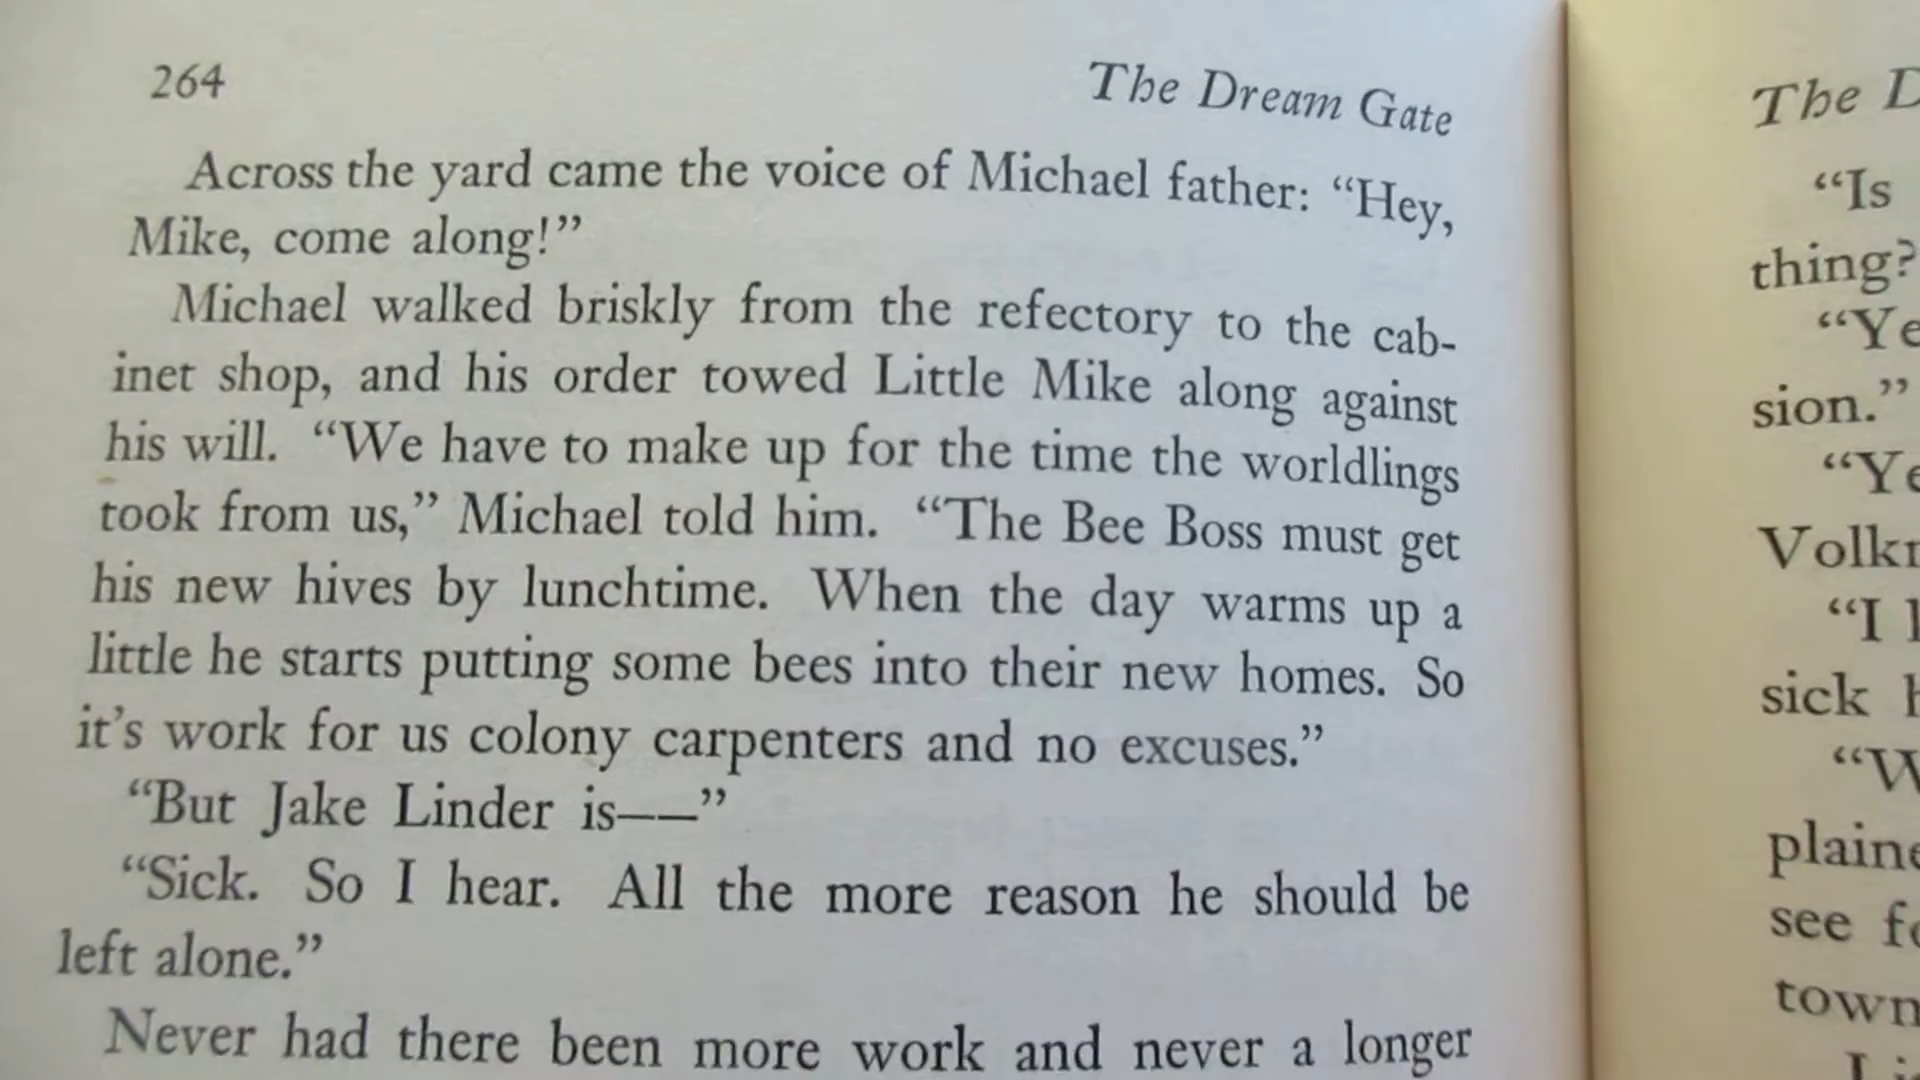 264
The Dream Gate
Across the yard came the voice of Michael father: “Hey,
Mike, come along!”
Michael walked briskly from the refectory to the cab-
inet shop, and his order towed Little Mike along against
his will. “We have to make up for the time the worldlings
took from us,” Michael told him. “The Bee Boss must get
his new hives by lunchtime. When the day warms up a
little he starts putting some bees into their new homes. So
it’s work for us colony carpenters and no excuses.”
“But Jake Linder is——”
“Sick. So I hear. All the more reason he should be
left alone.”
Never had there been more work and never a longer
The
“Is
thing?
sion.”
“I
sick
see
town